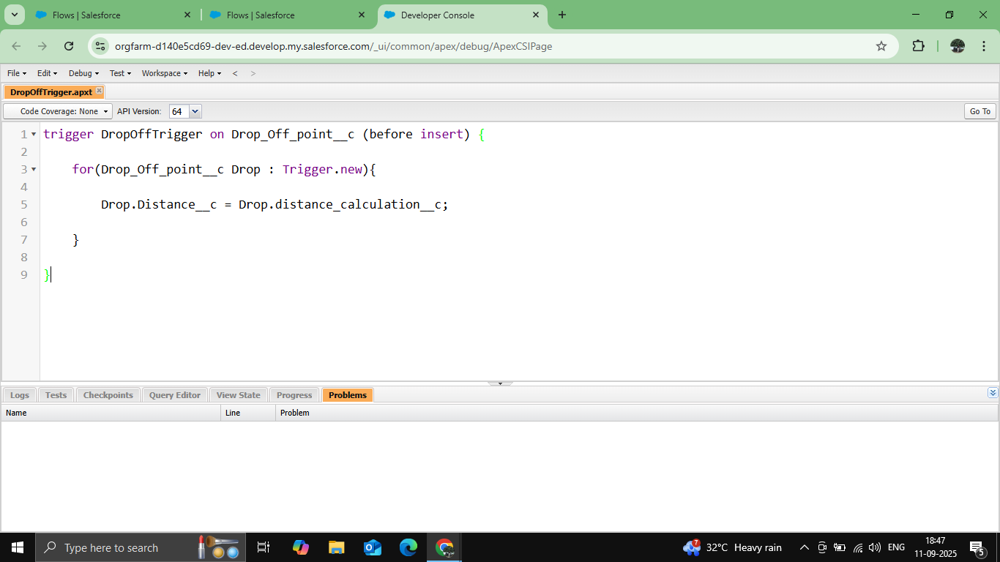 Flows | Salesforce
Flows | Salesforce
Developer Console
orgfarm-d140e5cd69-dev-ed.develop.my.salesforce.com/_ui/common/apex/debug/ApexCSIPage
File Edit Debug Test Workspace Help < >
DropOffTrigger.apxt
Code Coverage: None API Version: 64 Go To
1 trigger DropOffTrigger on Drop_Off_point__c (before insert) {
2
3 for(Drop_Off_point__c Drop : Trigger.new){
4
5 Drop.Distance__c = Drop.distance_calculation__c;
6
7 }
8
9 }
Logs Tests Checkpoints Query Editor View State Progress Problems
Name Line Problem
Type here to search
7
32°C Heavy rain
ENG
18:47
11-09-2025
5